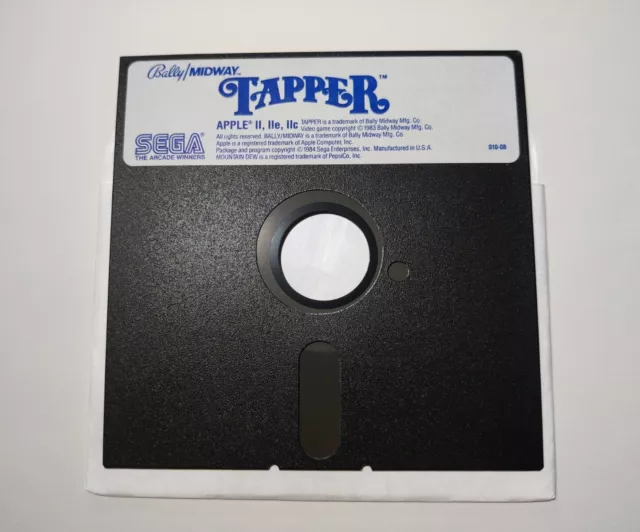 Bally/MIDWAY™
TAPPER™
APPLE® II, IIe, IIc
TAPPER is a trademark of Bally Midway Mfg. Co.
Video game copyright © 1983 Bally Midway Mfg. Co.
All rights reserved. BALLY/MIDWAY is a trademark of Bally Midway Mfg. Co.
Apple is a registered trademark of Apple Computer, Inc.
Package and program copyright © 1984 Sega Enterprises, Inc. Manufactured in U.S.A.
MOUNTAIN DEW is a registered trademark of PepsiCo, Inc.
SEGA®
THE ARCADE WINNERS
010-08